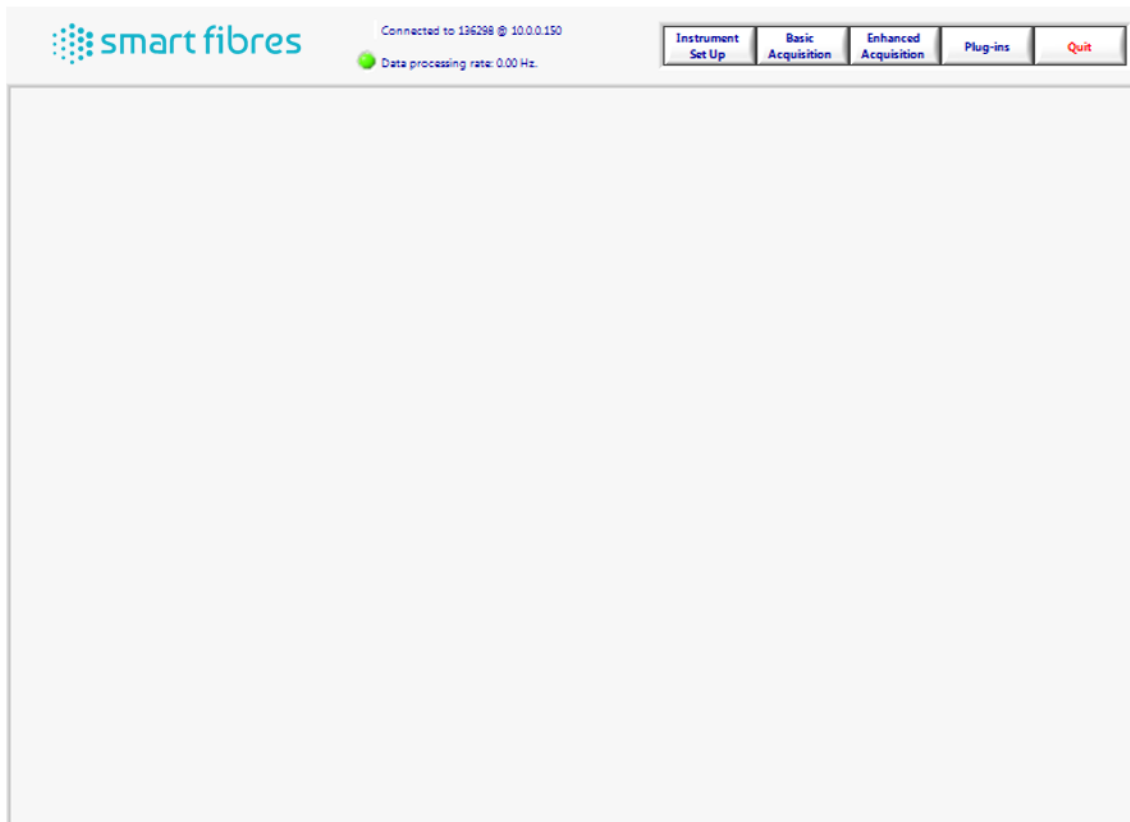 smart fibres
Connected to 136298 @ 10.0.0.150
Data processing rate: 0.00 Hz.
Instrument
Set Up
Basic
Acquisition
Enhanced
Acquisition
Plug-ins
Quit